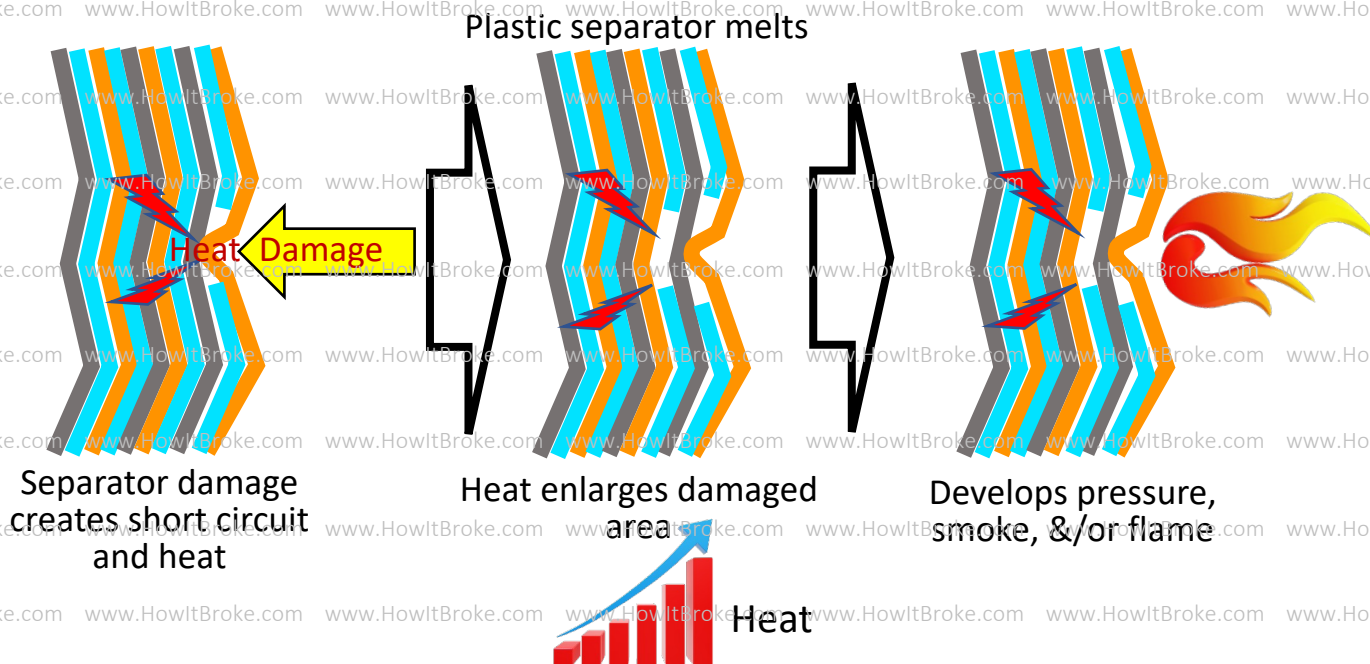 Plastic separator melts
Heat Damage
Separator damage
creates short circuit
and heat
Heat enlarges damaged
area
Heat
Develops pressure,
smoke, &/or flame
www.HowItBroke.com